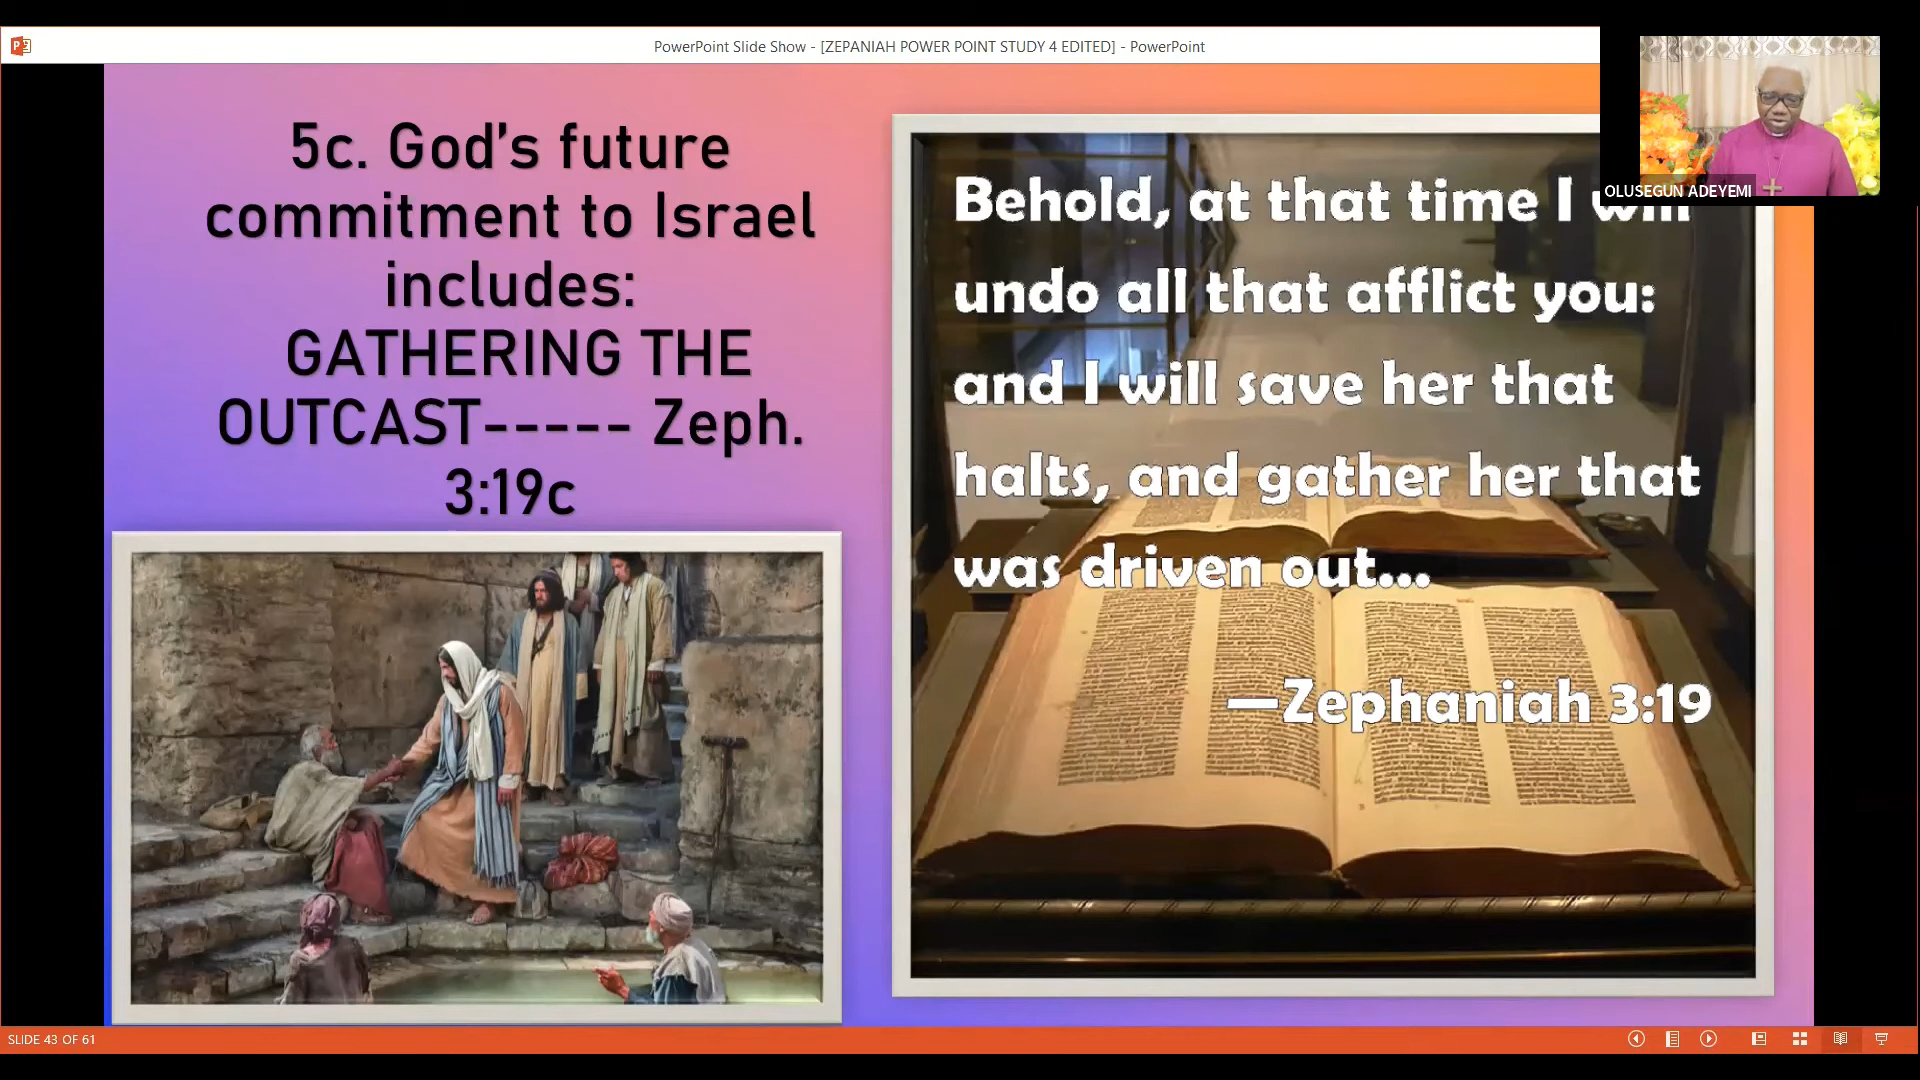 PowerPoint Slide Show - [ZEPANIAH POWER POINT STUDY 4 EDITED] - PowerPoint
5c. God's future
commitment to Israel
includes:
GATHERING THE
OUTCAST----- Zeph.
3:19c
Behold, at that time I will
undo all that afflict you:
and I will save her that
halts, and gather her that
was driven out...
—Zephaniah 3:19
OLUSEGUN ADEYEMI
SLIDE 43 OF 61